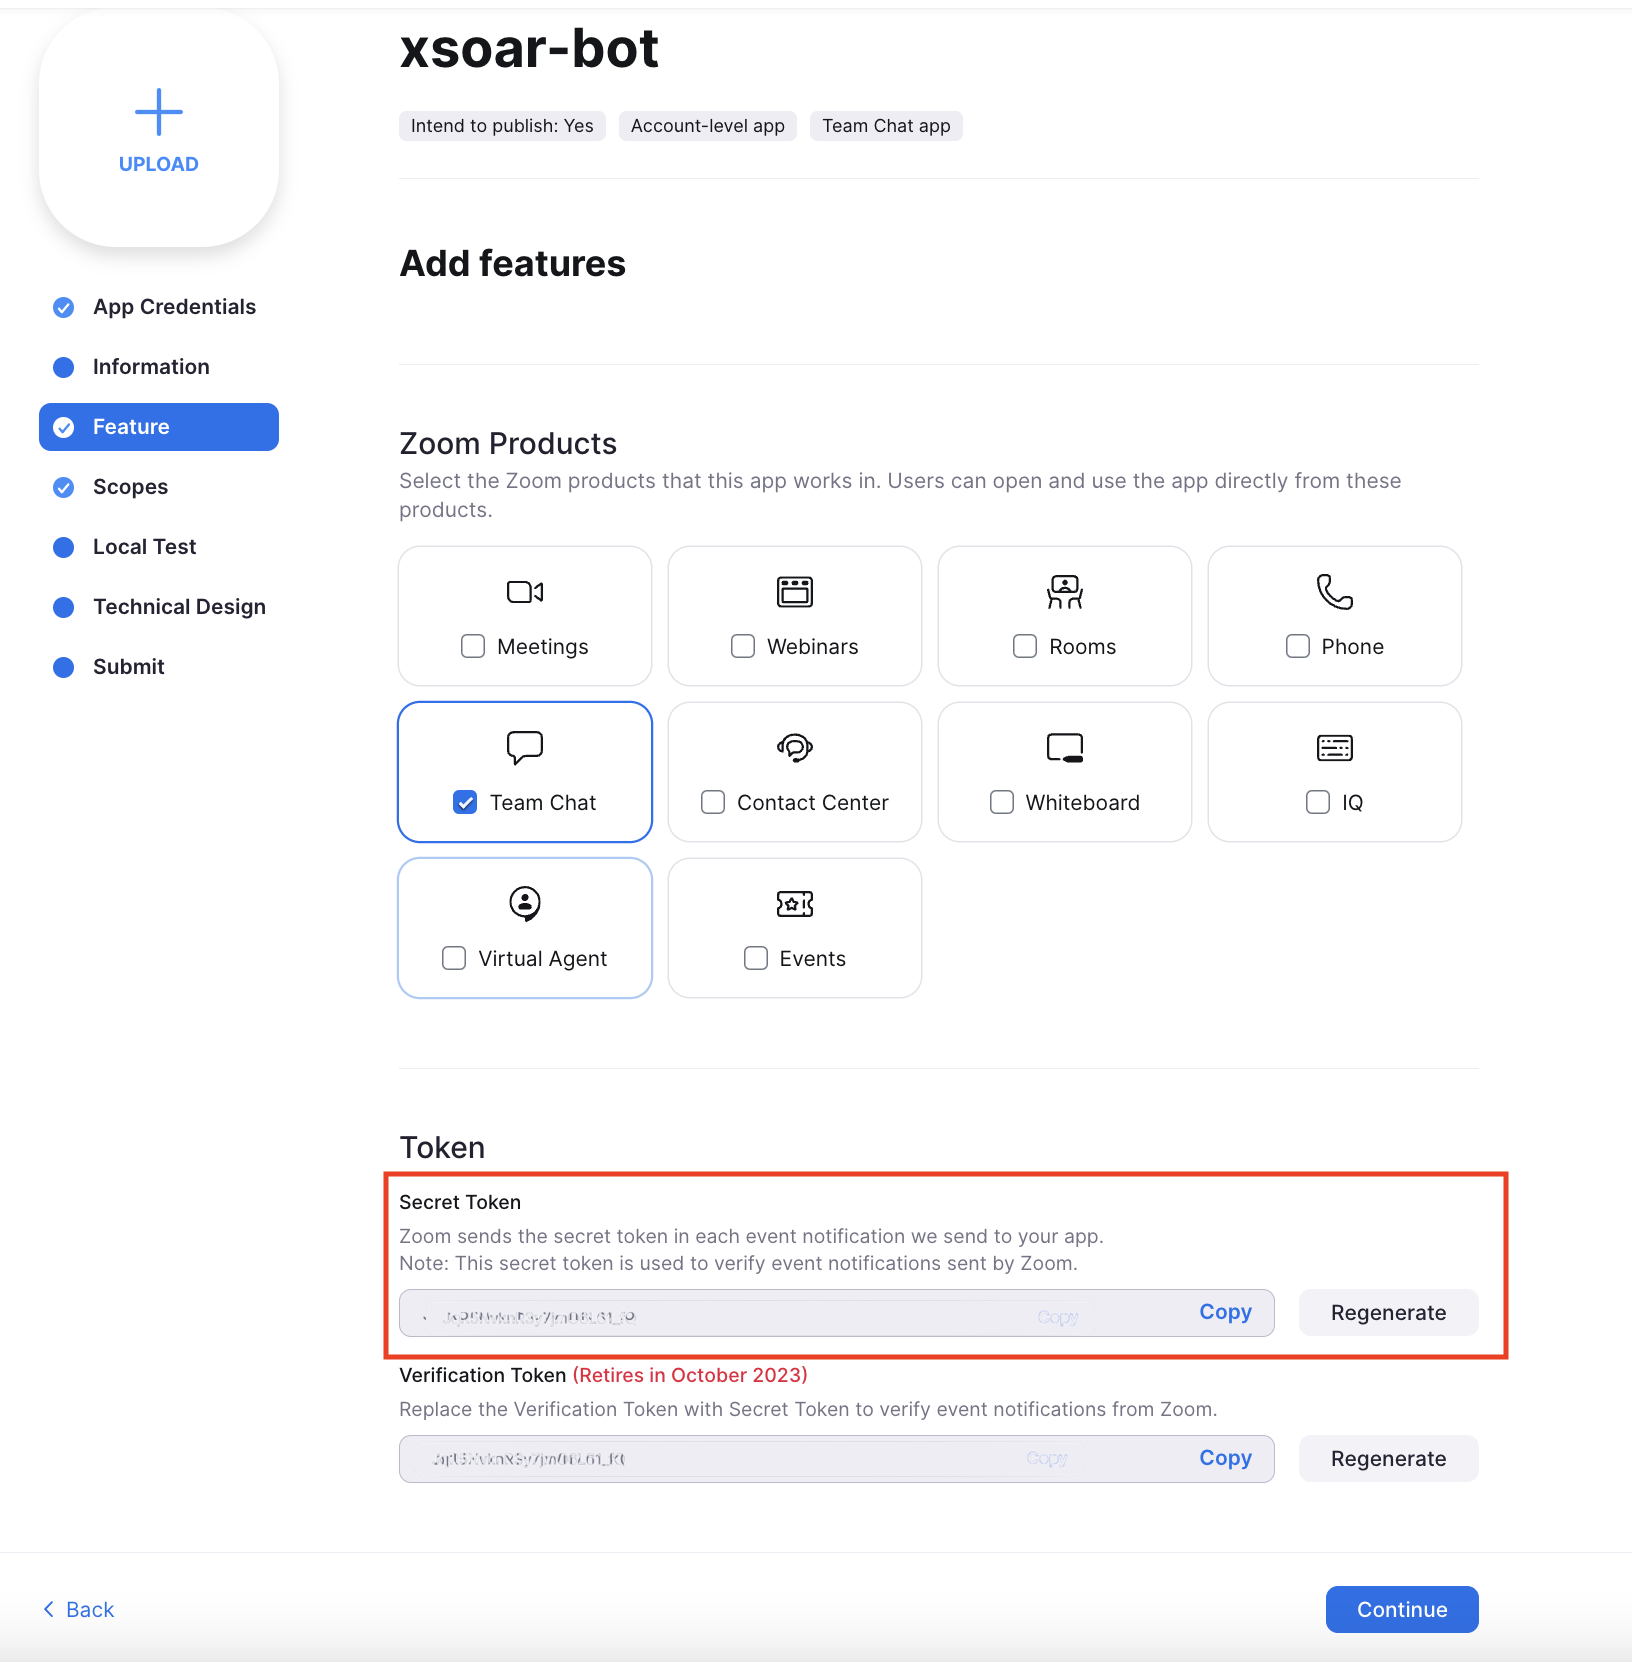 xsoar-bot
Intend to publish: Yes
Account-level app
Team Chat app
UPLOAD
Add features
App Credentials
Information
Feature
Scopes
Local Test
Technical Design
Submit
Zoom Products
Select the Zoom products that this app works in. Users can open and use the app directly from these
products.
Meetings
Webinars
Rooms
Phone
Team Chat
Contact Center
Whiteboard
IQ
Virtual Agent
Events
Token
Secret Token
Zoom sends the secret token in each event notification we send to your app.
Note: This secret token is used to verify event notifications sent by Zoom.
Copy
Copy
Regenerate
Verification Token (Retires in October 2023)
Replace the Verification Token with Secret Token to verify event notifications from Zoom.
Copy
Copy
Regenerate
Back
Continue